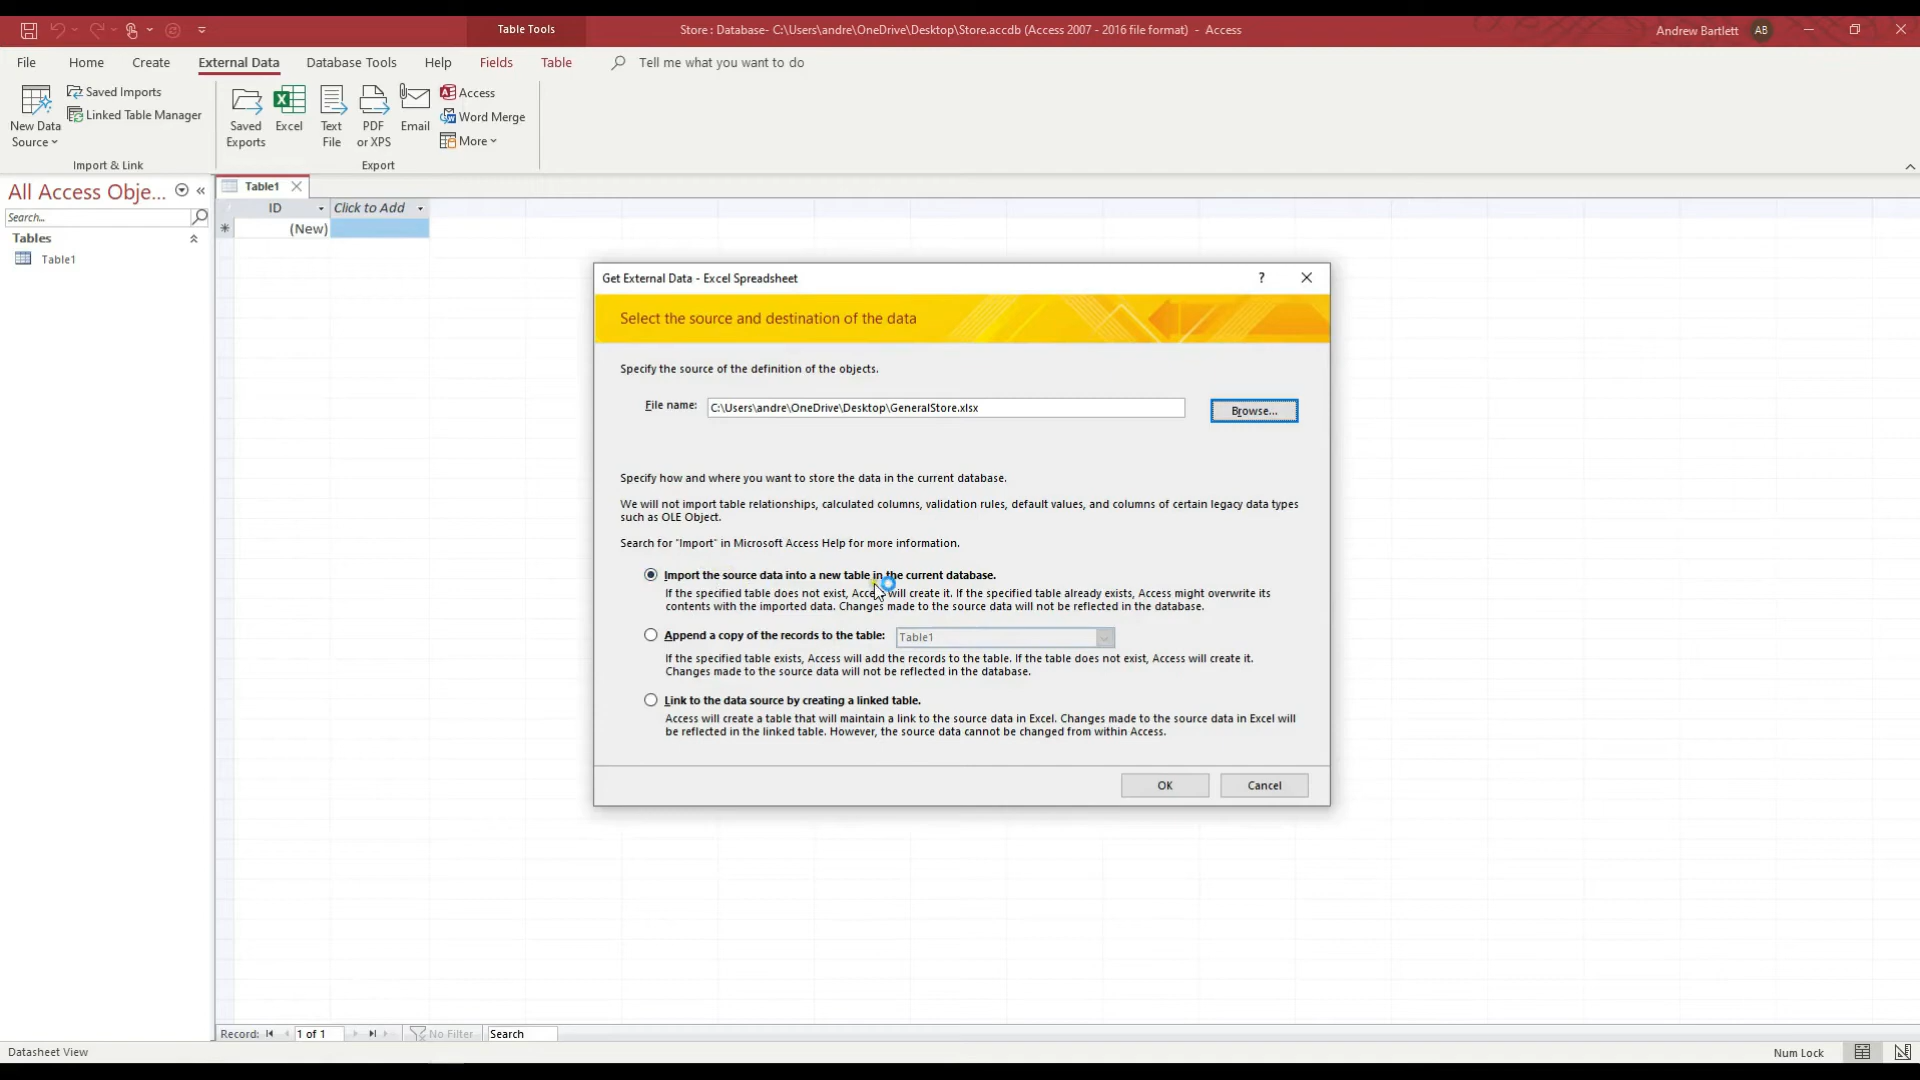 Table Tools
Store : Database- C:\Users\andre\OneDrive\Desktop\Store.accdb (Access 2007 - 2016 file format) - Access
Andrew Bartlett
AB
File
Home
Create
External Data
Database Tools
Help
Fields
Table
Tell me what you want to do
New Data
Source
Saved Imports
Linked Table Manager
Import & Link
Saved
Exports
Excel
Text
File
PDF
or XPS
Email
Access
Word Merge
More
Export
All Access Obje...
Search...
Tables
Table1
Table1
ID
Click to Add
(New)
Get External Data - Excel Spreadsheet
Select the source and destination of the data
Specify the source of the definition of the objects.
File name:
C:\Users\andre\OneDrive\Desktop\GeneralStore.xlsx
Browse...
Specify how and where you want to store the data in the current database.
We will not import table relationships, calculated columns, validation rules, default values, and columns of certain legacy data types
such as OLE Object.
Search for "Import" in Microsoft Access Help for more information.
Import the source data into a new table in the current database.
If the specified table does not exist, Access will create it. If the specified table already exists, Access might overwrite its
contents with the imported data. Changes made to the source data will not be reflected in the database.
Append a copy of the records to the table:
Table1
If the specified table exists, Access will add the records to the table. If the table does not exist, Access will create it.
Changes made to the source data will not be reflected in the database.
Link to the data source by creating a linked table.
Access will create a table that will maintain a link to the source data in Excel. Changes made to the source data in Excel will
be reflected in the linked table. However, the source data cannot be changed from within Access.
OK
Cancel
Record:
1 of 1
No Filter
Search
Datasheet View
Num Lock